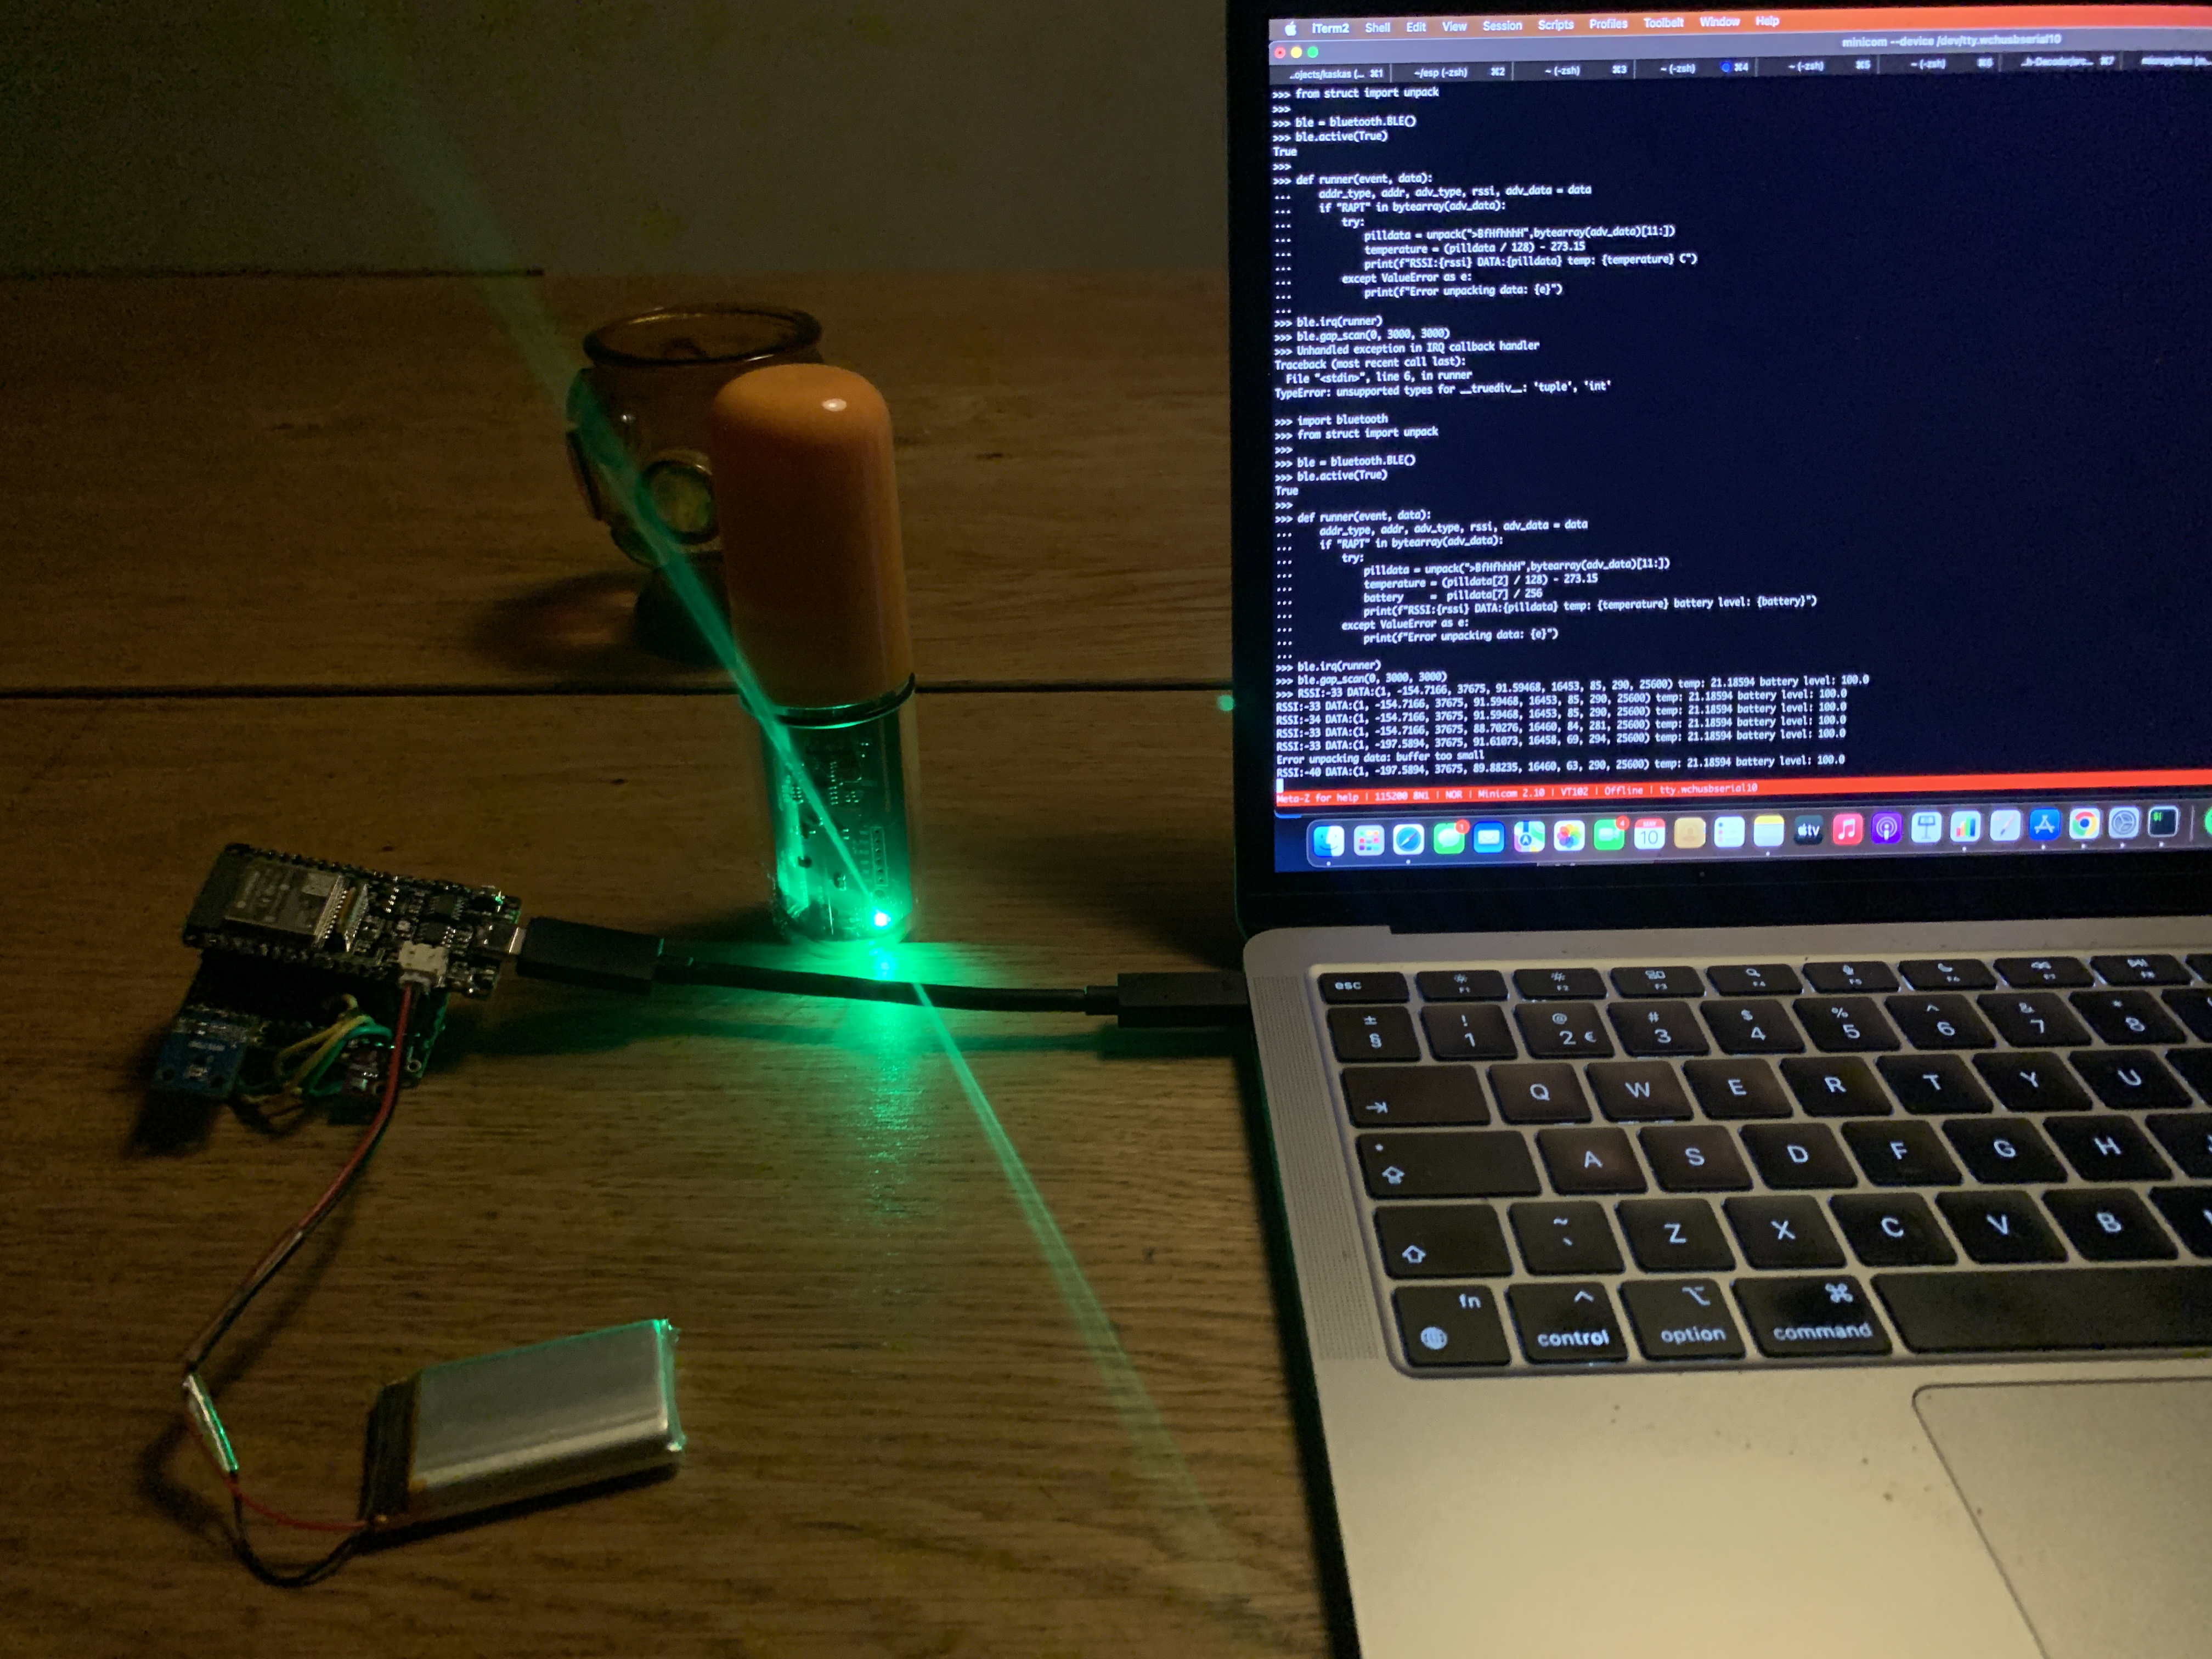 iTerm2 Shell Edit View Session Scripts Profiles Toolbelt Window Help
minicom --device /dev/tty.wchusbserial10
..ojects/kaskas (... ⌘1 ~/esp (-zsh) ⌘2 ~ (-zsh) ⌘3 ~ (-zsh) ⌘4 ~ (-zsh) ⌘5 ~ (-zsh) ⌘6 ..h-Decoder/src... ⌘7 micropython
>>> from struct import unpack
>>>
>>> ble = bluetooth.BLE()
>>> ble.active(True)
True
>>>
>>> def runner(event, data):
... addr_type, addr, adv_type, rssi, adv_data = data
... if "RAPT" in bytearray(adv_data):
... try:
... pilldata = unpack(">BfHfhhhH",bytearray(adv_data)[11:])
... temperature = (pilldata / 128) - 273.15
... print(f"RSSI:{rssi} DATA:{pilldata} temp: {temperature} C")
... except ValueError as e:
... print(f"Error unpacking data: {e}")
...
>>> ble.irq(runner)
>>> ble.gap_scan(0, 3000, 3000)
>>> Unhandled exception in IRQ callback handler
Traceback (most recent call last):
File "<stdin>", line 6, in runner
TypeError: unsupported types for __truediv__: 'tuple', 'int'
>>> import bluetooth
>>> from struct import unpack
>>>
>>> ble = bluetooth.BLE()
>>> ble.active(True)
True
>>>
>>> def runner(event, data):
... addr_type, addr, adv_type, rssi, adv_data = data
... if "RAPT" in bytearray(adv_data):
... try:
... pilldata = unpack(">BfHfhhhH",bytearray(adv_data)[11:])
... temperature = (pilldata[2] / 128) - 273.15
... battery = pilldata[7] / 256
... print(f"RSSI:{rssi} DATA:{pilldata} temp: {temperature} battery level: {battery}")
... except ValueError as e:
... print(f"Error unpacking data: {e}")
...
>>> ble.irq(runner)
>>> ble.gap_scan(0, 3000, 3000)
>>> RSSI:-33 DATA:(1, -154.7166, 37675, 91.59468, 16453, 85, 290, 25600) temp: 21.18594 battery level: 100.0
RSSI:-33 DATA:(1, -154.7166, 37675, 91.59468, 16453, 85, 290, 25600) temp: 21.18594 battery level: 100.0
RSSI:-34 DATA:(1, -154.7166, 37675, 91.59468, 16453, 85, 290, 25600) temp: 21.18594 battery level: 100.0
RSSI:-33 DATA:(1, -154.7166, 37675, 88.70276, 16460, 84, 281, 25600) temp: 21.18594 battery level: 100.0
RSSI:-33 DATA:(1, -197.5894, 37675, 91.61073, 16458, 69, 294, 25600) temp: 21.18594 battery level: 100.0
Error unpacking data: buffer too small
RSSI:-40 DATA:(1, -197.5894, 37675, 89.88235, 16460, 63, 290, 25600) temp: 21.18594 battery level: 100.0
Meta-Z for help | 115200 8N1 | NOR | Minicom 2.10 | VT102 | Offline | tty.wchusbserial10
MAY
10
tv
esc F1 F2 F3 F4 F5 F6 F7 F8
± § ! 1 @ 2 € # 3 $ 4 % 5 ^ 6 & 7 * 8
Q W E R T Y U
A S D F G H
~ ` Z X C V B
fn control option command